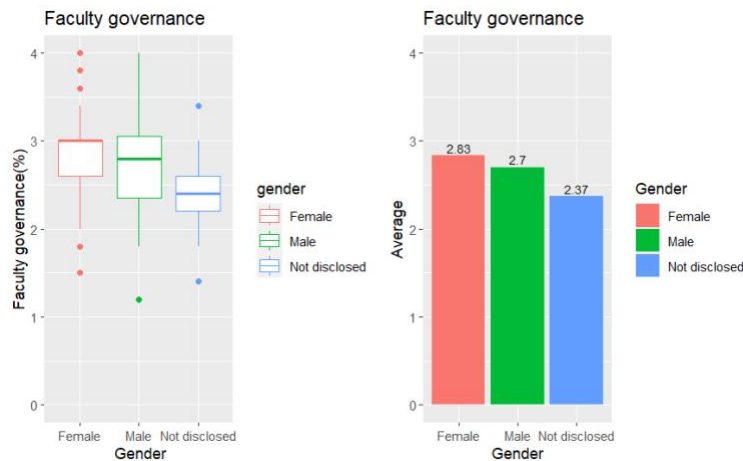 Faculty governance
Faculty governance(%)
4
3
2
1
0
Female
Male
Not disclosed
Gender
gender
Female
Male
Not disclosed
Faculty governance
Average
4
3
2
1
0
2.83
2.7
2.37
Female
Male
Not disclosed
Gender
Gender
Female
Male
Not disclosed